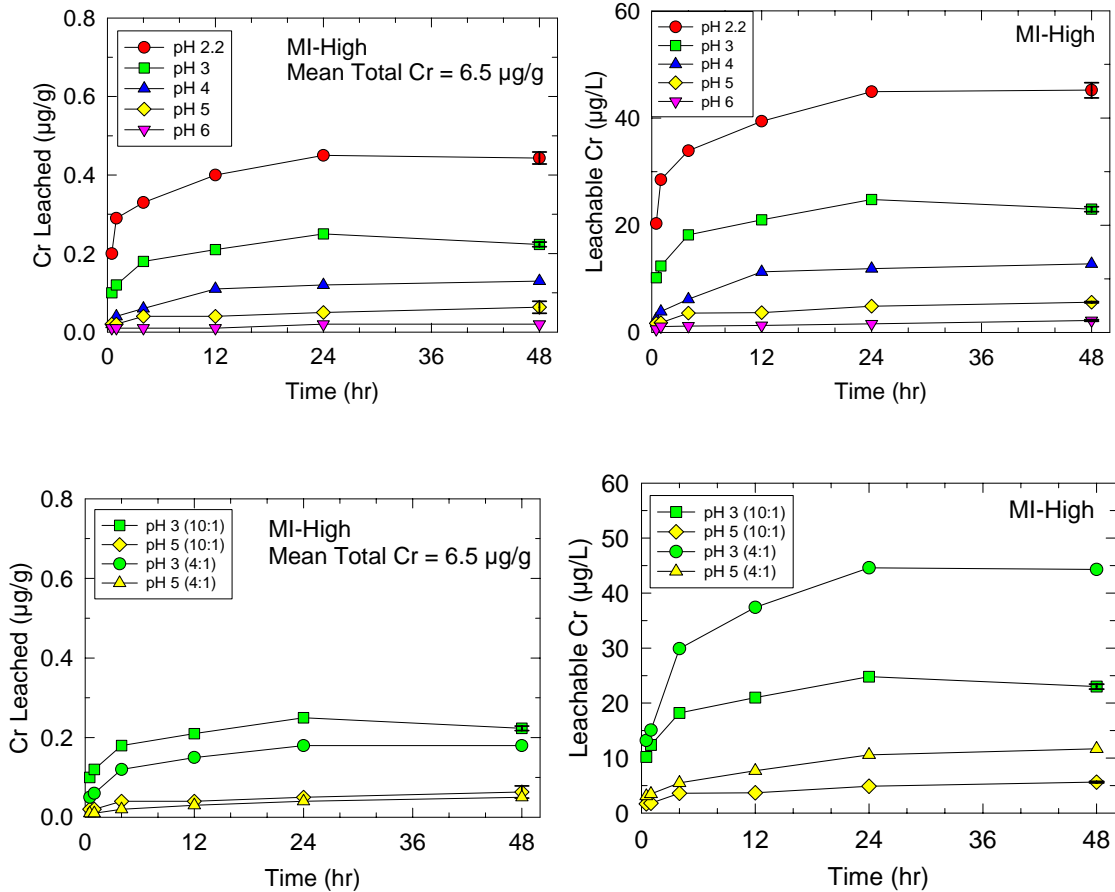 0.8
0.6
0.4
0.2
0.0
Cr Leached (µg/g)
pH 2.2
pH 3
pH 4
pH 5
pH 6
MI-High
Mean Total Cr = 6.5 µg/g
0 12 24 36 48
Time (hr)
60
40
20
0
Leachable Cr (µg/L)
pH 2.2
pH 3
pH 4
pH 5
pH 6
MI-High
0 12 24 36 48
Time (hr)
0.8
0.6
0.4
0.2
0.0
Cr Leached (µg/g)
pH 3 (10:1)
pH 5 (10:1)
pH 3 (4:1)
pH 5 (4:1)
MI-High
Mean Total Cr = 6.5 µg/g
0 12 24 36 48
Time (hr)
60
50
40
30
20
10
0
Leachable Cr (µg/L)
pH 3 (10:1)
pH 5 (10:1)
pH 3 (4:1)
pH 5 (4:1)
MI-High
0 12 24 36 48
Time (hr)